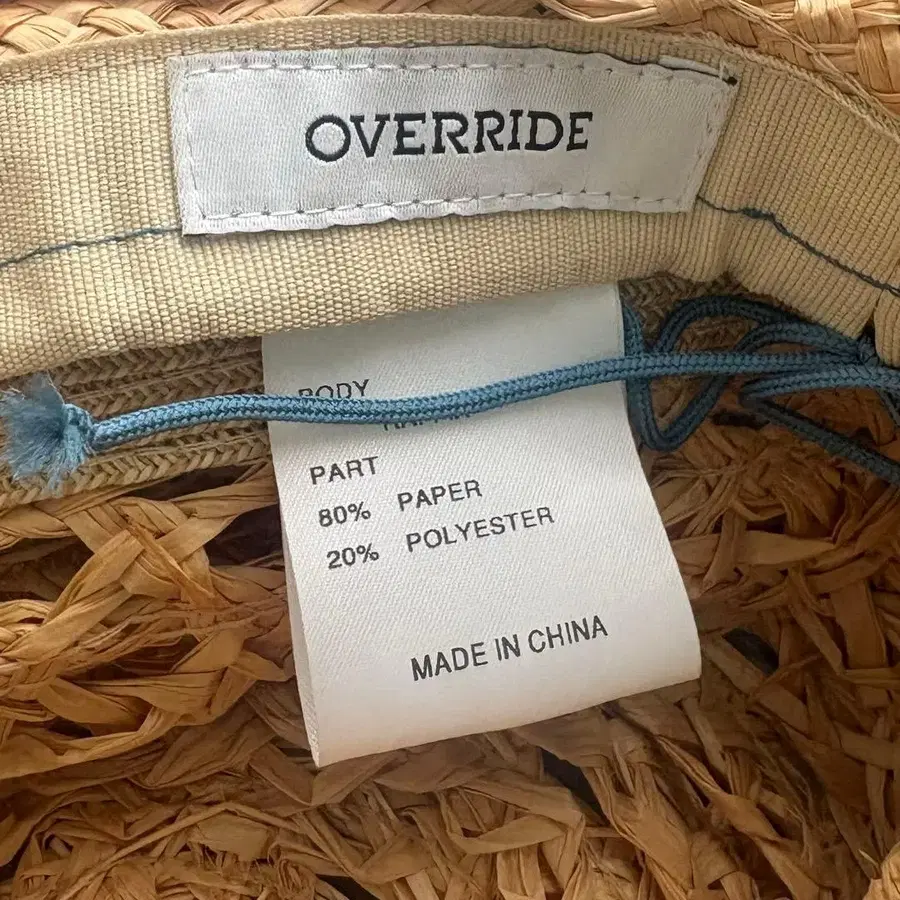 OVERRIDE
BODY
PART
80% PAPER
20% POLYESTER
MADE IN CHINA